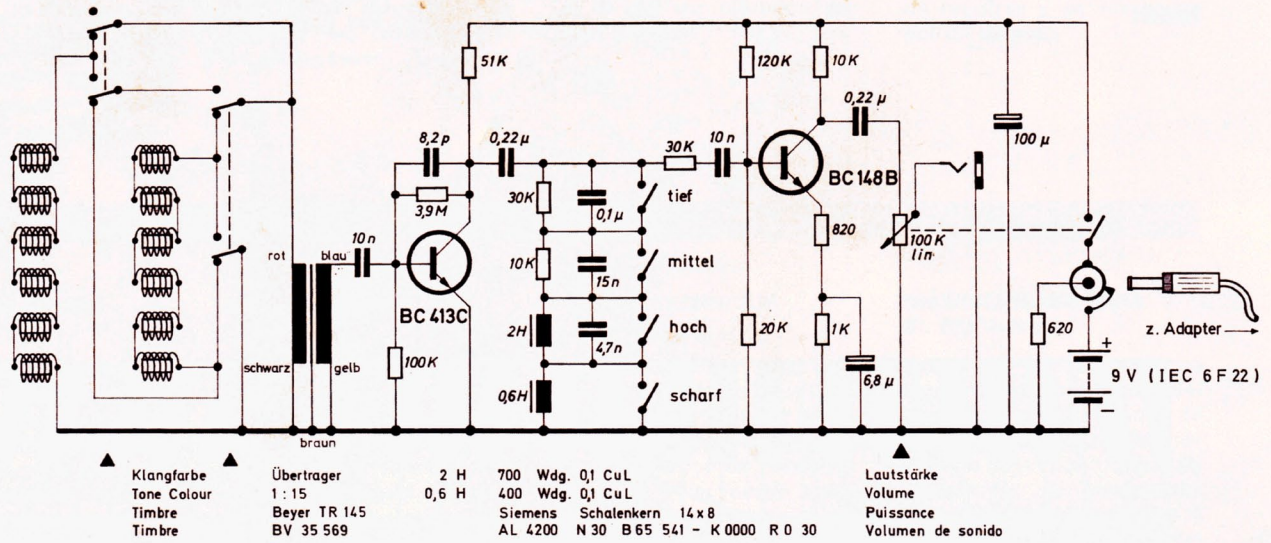 51K
120K
10K
0,22 µ
100 µ
8,2 p
0,22 µ
30K
10 n
BC 148B
3,9 M
30K
0,1 µ
tief
10 n
820
100 K
lin
rot
blau
10K
15 n
mittel
BC 413C
2H
4,7 n
hoch
20 K
1K
620
z. Adapter
schwarz
gelb
100K
0,6H
scharf
6,8 µ
+
9 V ( IEC 6 F 22 )
−
braun
Klangfarbe
Tone Colour
Timbre
Timbre
Übertrager
1 : 15
Beyer TR 145
BV 35 569
2 H 700 Wdg. 0,1 CuL
0,6 H 400 Wdg. 0,1 CuL
Siemens Schalenkern 14 x 8
AL 4200 N 30 B 65 541 - K 0000 R 0 30
Lautstärke
Volume
Puissance
Volumen de sonido